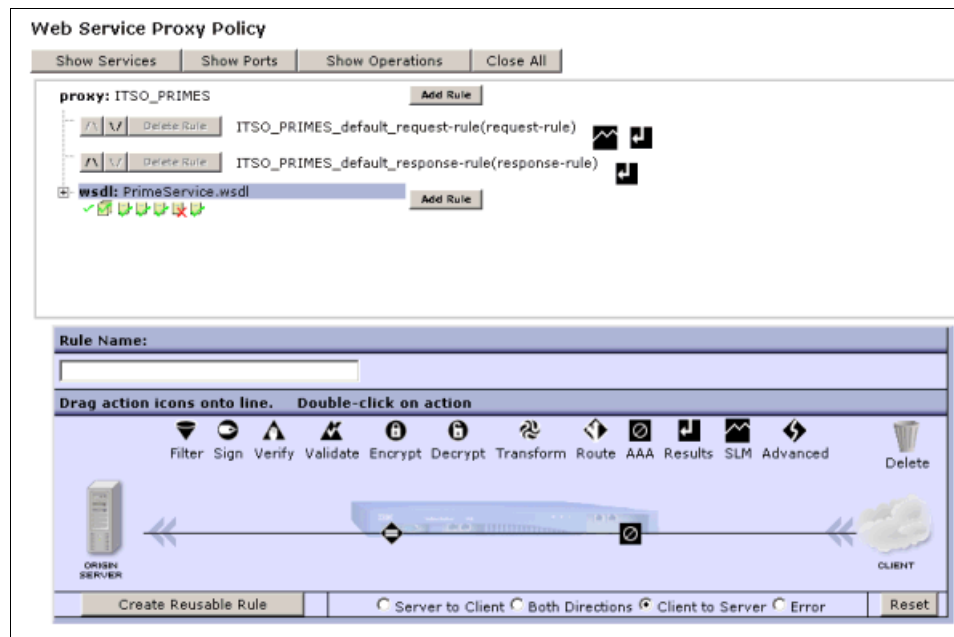 Web Service Proxy Policy
Show Services Show Ports Show Operations Close All
proxy: ITSO_PRIMES Add Rule
/\ \/ Delete Rule ITSO_PRIMES_default_request-rule(request-rule)
/\ \/ Delete Rule ITSO_PRIMES_default_response-rule(response-rule)
wsdl: PrimeService.wsdl Add Rule
Rule Name:
Drag action icons onto line. Double-click on action
Filter Sign Verify Validate Encrypt Decrypt Transform Route AAA Results SLM Advanced
Delete
ORIGIN
SERVER
CLIENT
Create Reusable Rule Server to Client Both Directions Client to Server Error Reset